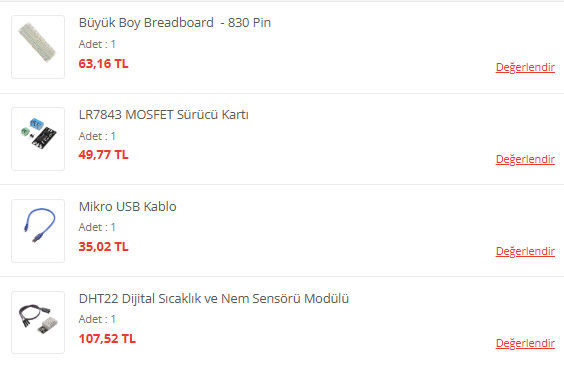 Büyük Boy Breadboard - 830 Pin
Adet : 1
63,16 TL
Değerlendir
LR7843 MOSFET Sürücü Kartı
Adet : 1
49,77 TL
Değerlendir
Mikro USB Kablo
Adet : 1
35,02 TL
Değerlendir
DHT22 Dijital Sıcaklık ve Nem Sensörü Modülü
Adet : 1
107,52 TL
Değerlendir